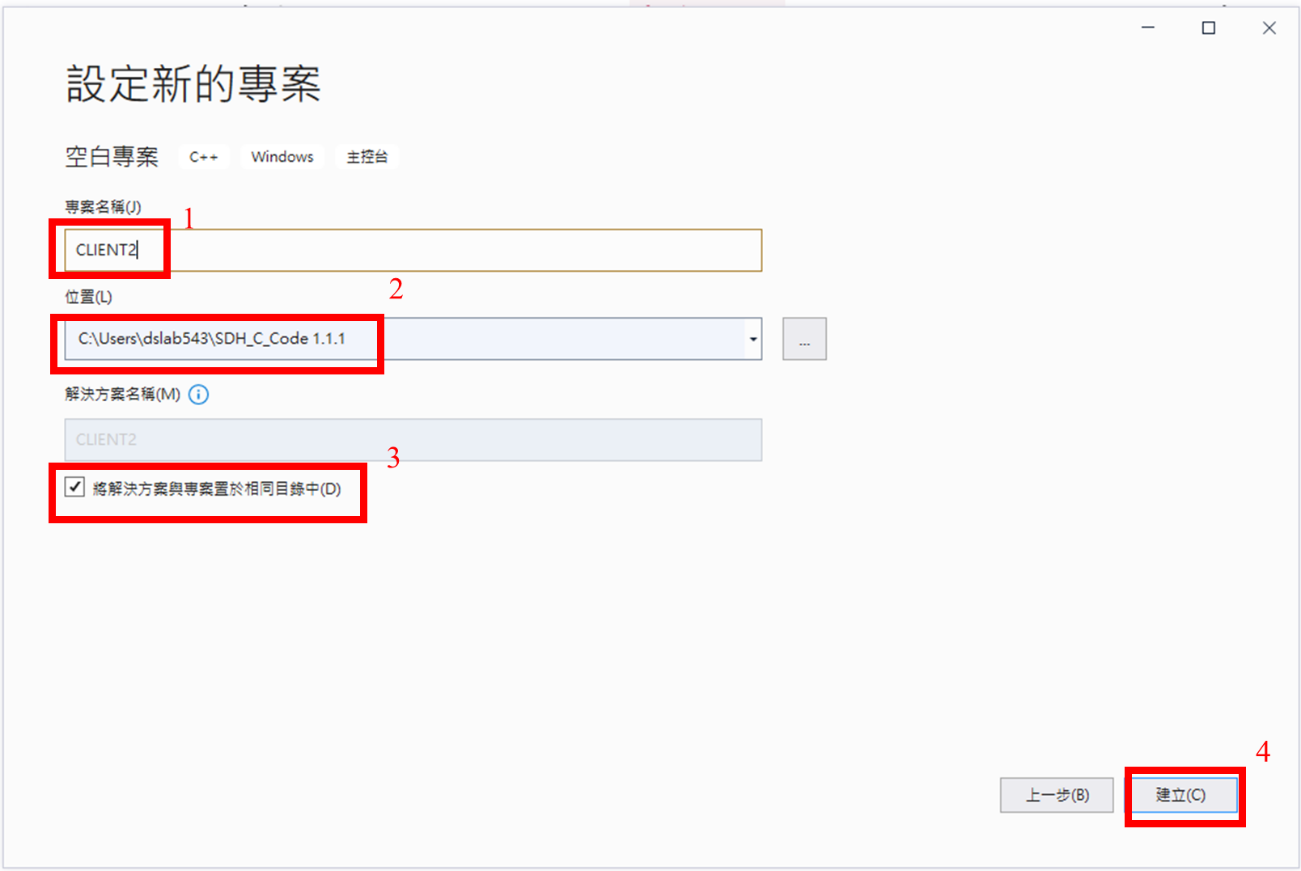 設定新的專案
空白專案 C++ Windows 主控台
專案名稱(J)
1
CLIENT2
2
位置(L)
C:\Users\dslab543\SDH_C_Code 1.1.1
...
解決方案名稱(M)
CLIENT2
3
將解決方案與專案置於相同目錄中(D)
4
上一步(B) 建立(C)